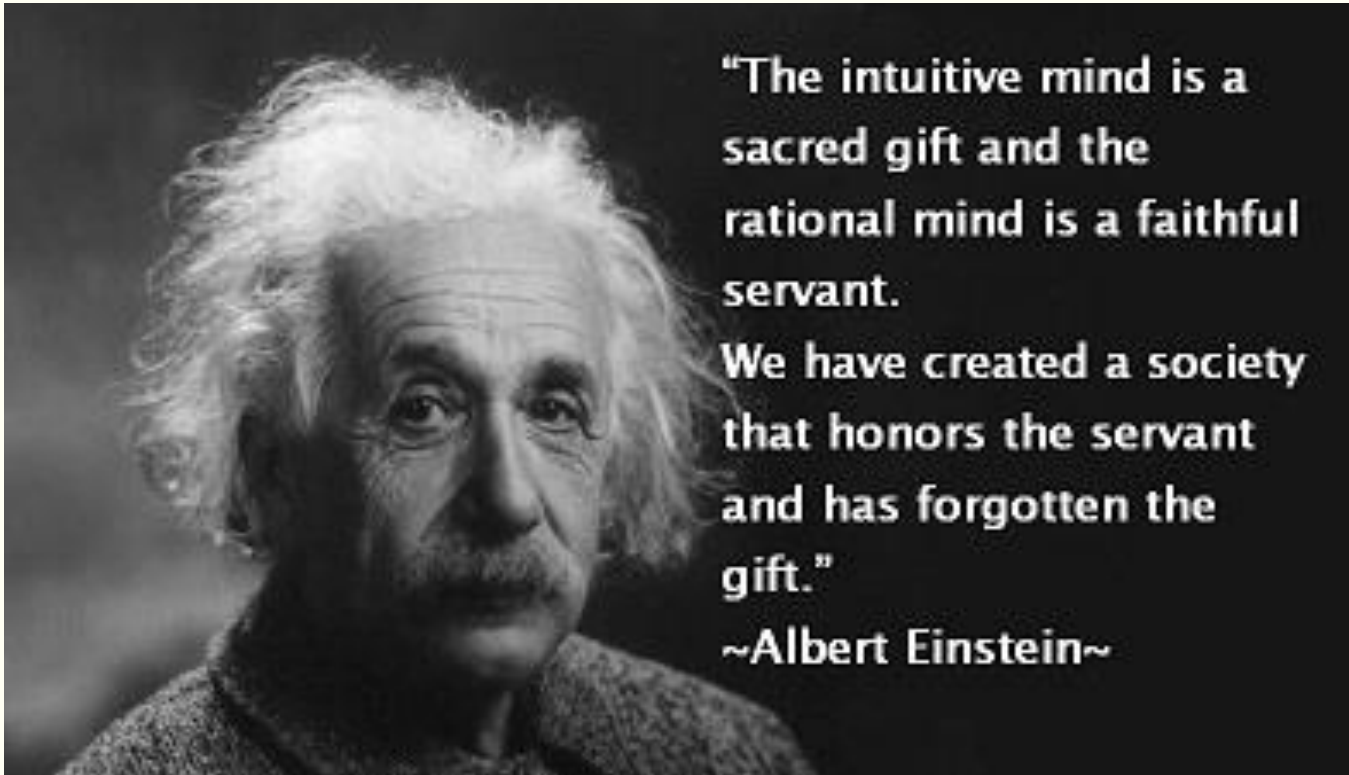 “The intuitive mind is a
sacred gift and the
rational mind is a faithful
servant.
We have created a society
that honors the servant
and has forgotten the
gift.”
~Albert Einstein~